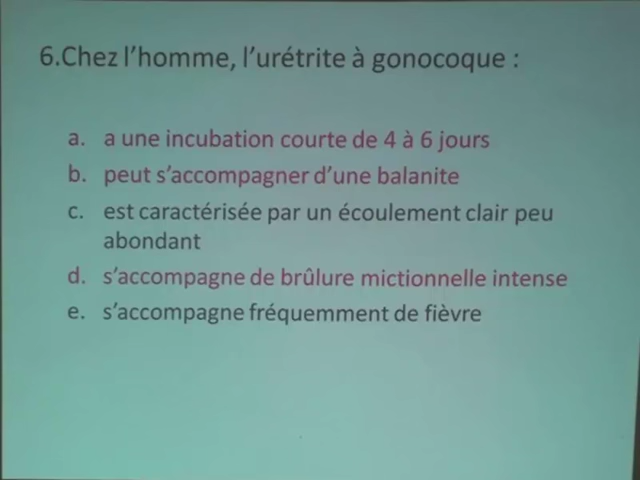 6.Chez l'homme, l'urétrite à gonocoque :
a. a une incubation courte de 4 à 6 jours
b. peut s'accompagner d'une balanite
c. est caractérisée par un écoulement clair peu
abondant
d. s'accompagne de brûlure mictionnelle intense
e. s'accompagne fréquemment de fièvre